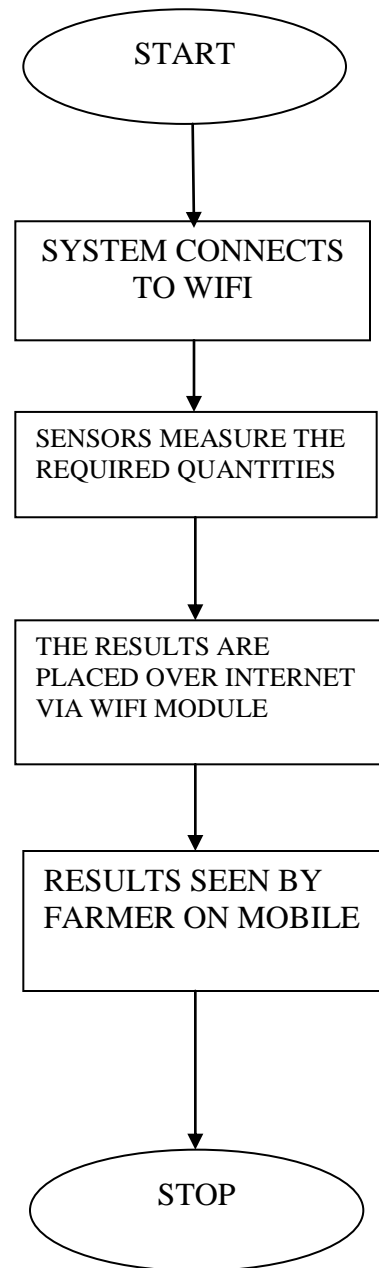 START
SYSTEM CONNECTS
TO WIFI
SENSORS MEASURE THE
REQUIRED QUANTITIES
THE RESULTS ARE
PLACED OVER INTERNET
VIA WIFI MODULE
RESULTS SEEN BY
FARMER ON MOBILE
STOP